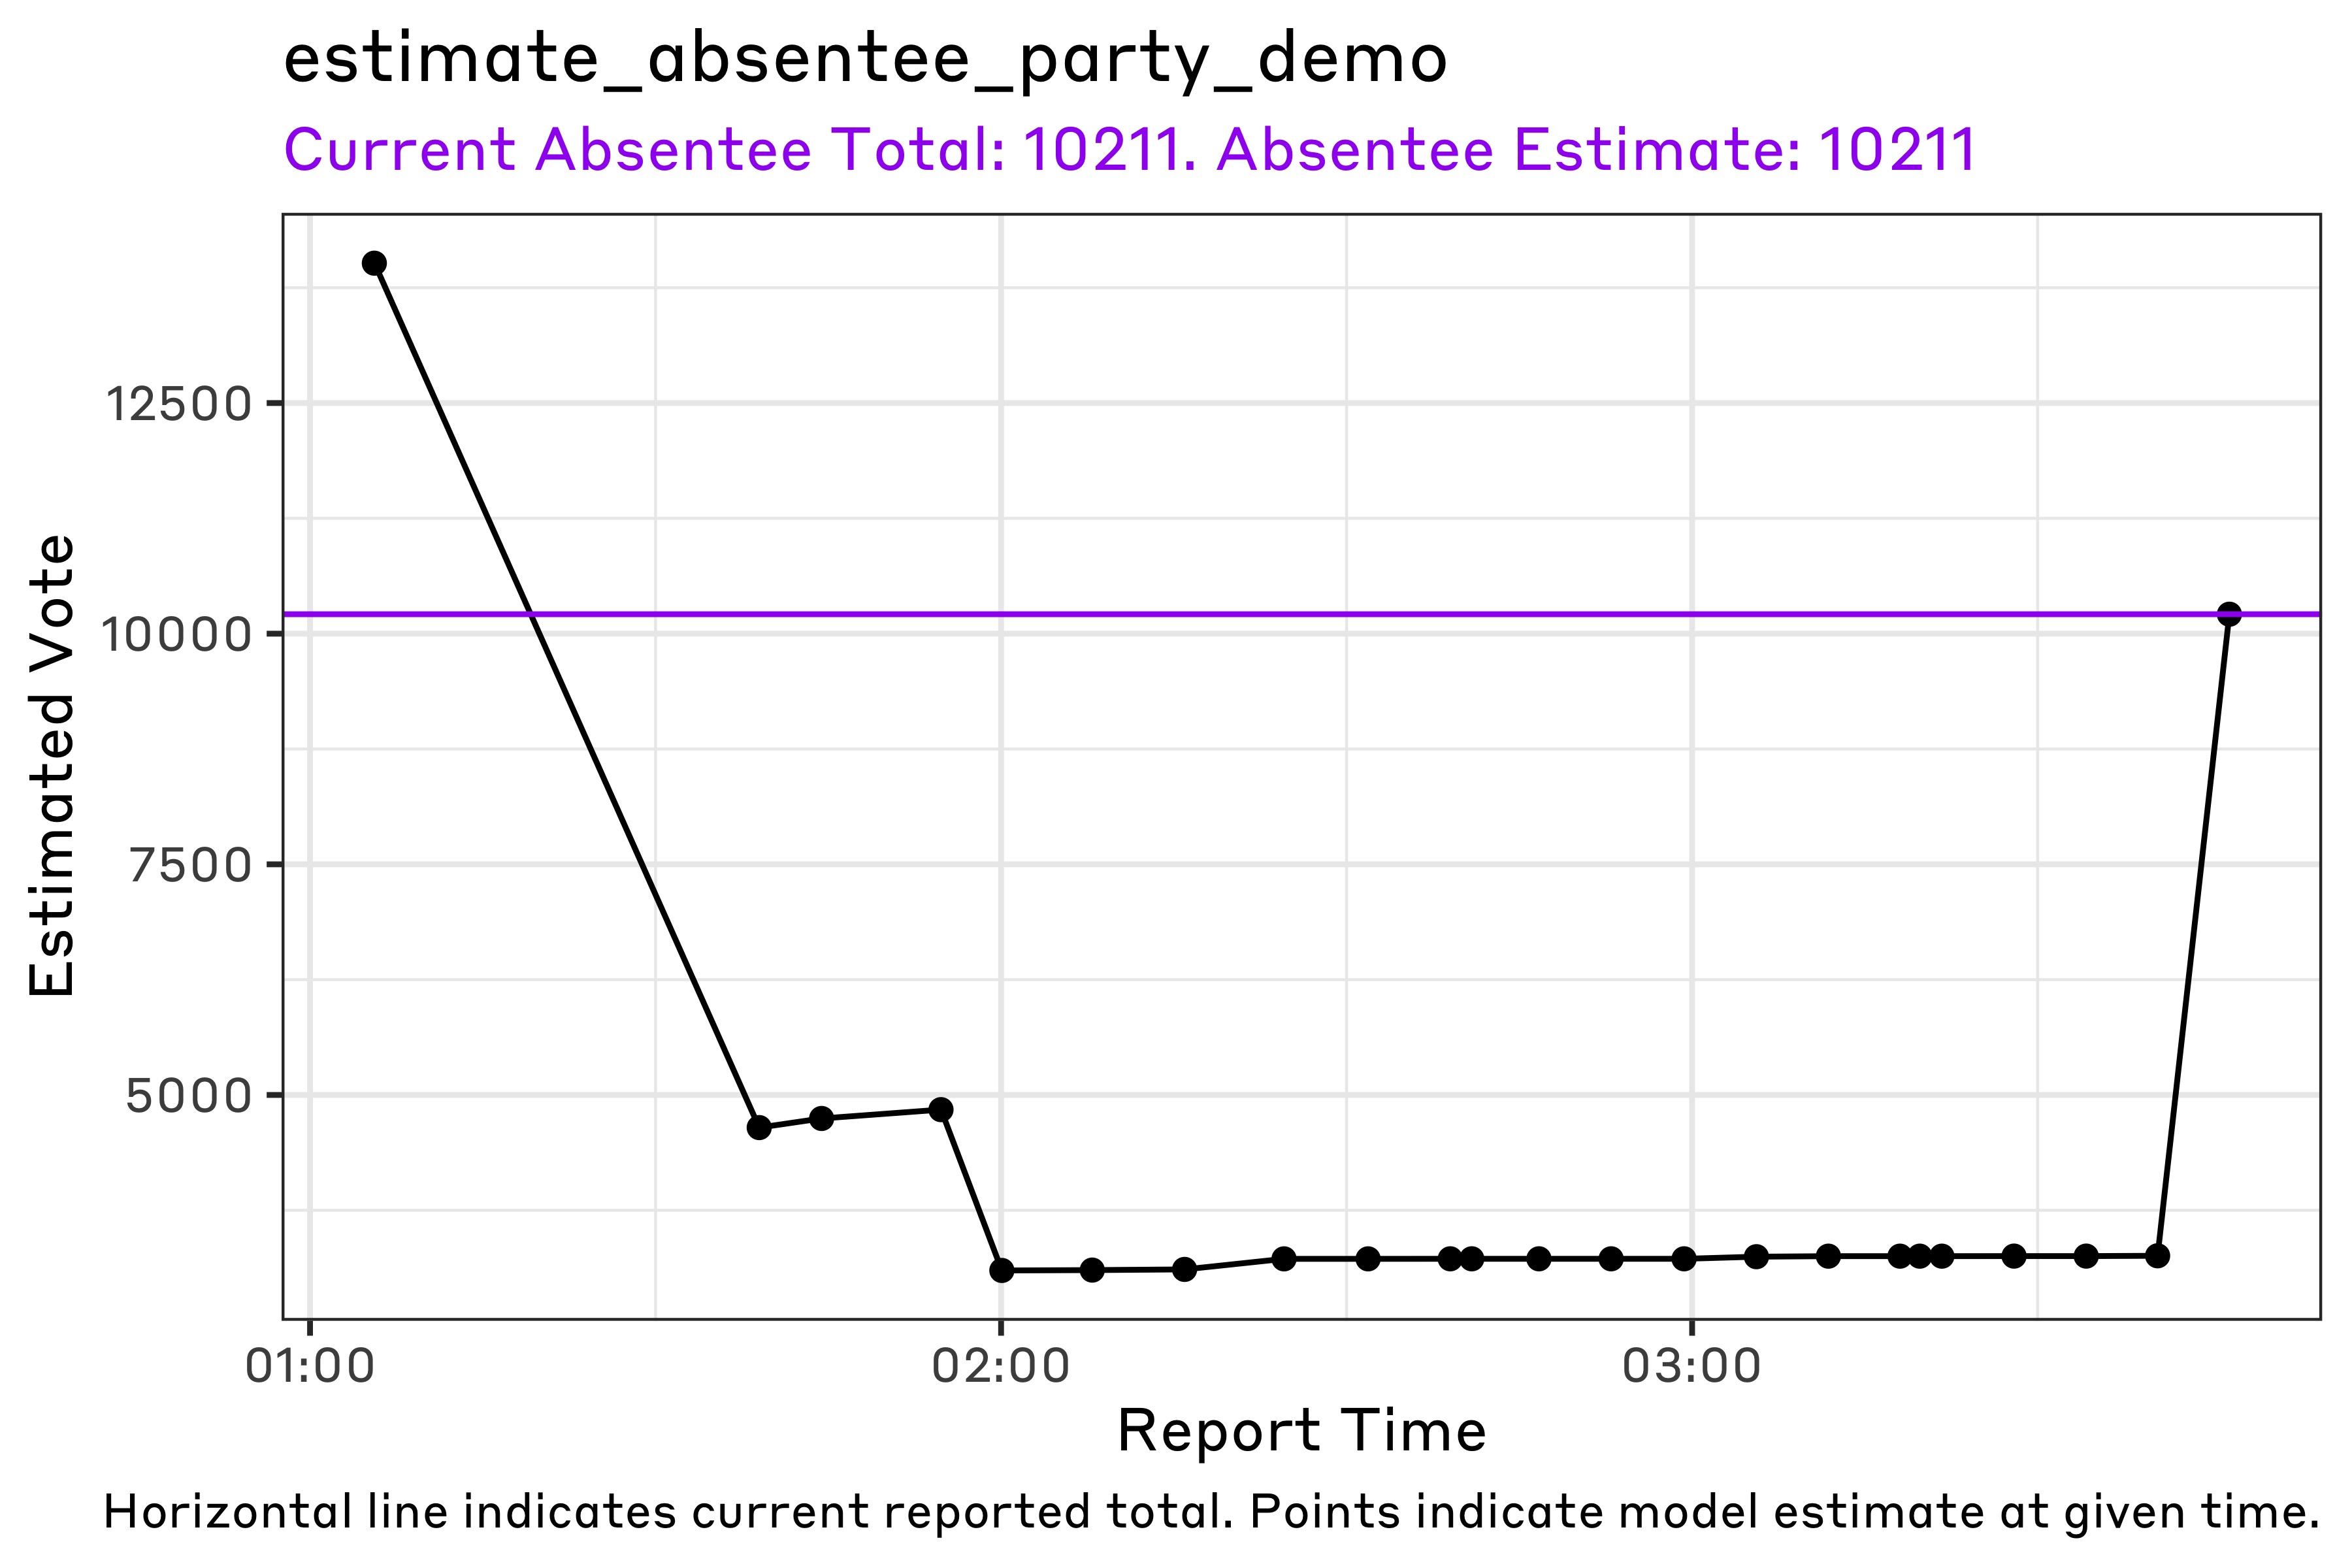 estimate_absentee_party_demo
Current Absentee Total: 10211. Absentee Estimate: 10211
Estimated Vote
12500
10000
7500
5000
01:00 02:00 03:00
Report Time
Horizontal line indicates current reported total. Points indicate model estimate at given time.